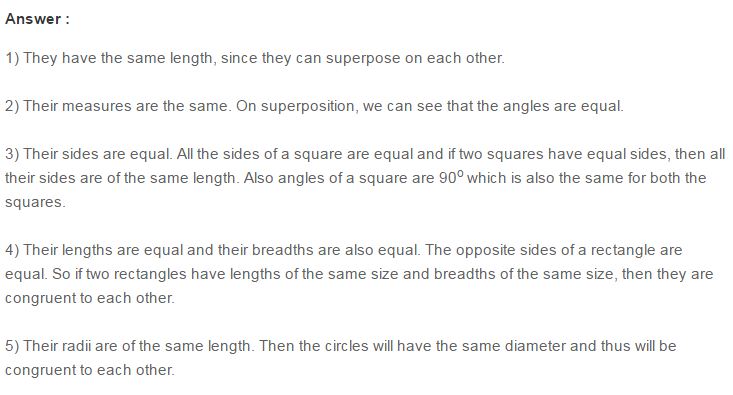 Answer :
1) They have the same length, since they can superpose on each other.
2) Their measures are the same. On superposition, we can see that the angles are equal.
3) Their sides are equal. All the sides of a square are equal and if two squares have equal sides, then all
their sides are of the same length. Also angles of a square are 90⁰ which is also the same for both the
squares.
4) Their lengths are equal and their breadths are also equal. The opposite sides of a rectangle are
equal. So if two rectangles have lengths of the same size and breadths of the same size, then they are
congruent to each other.
5) Their radii are of the same length. Then the circles will have the same diameter and thus will be
congruent to each other.